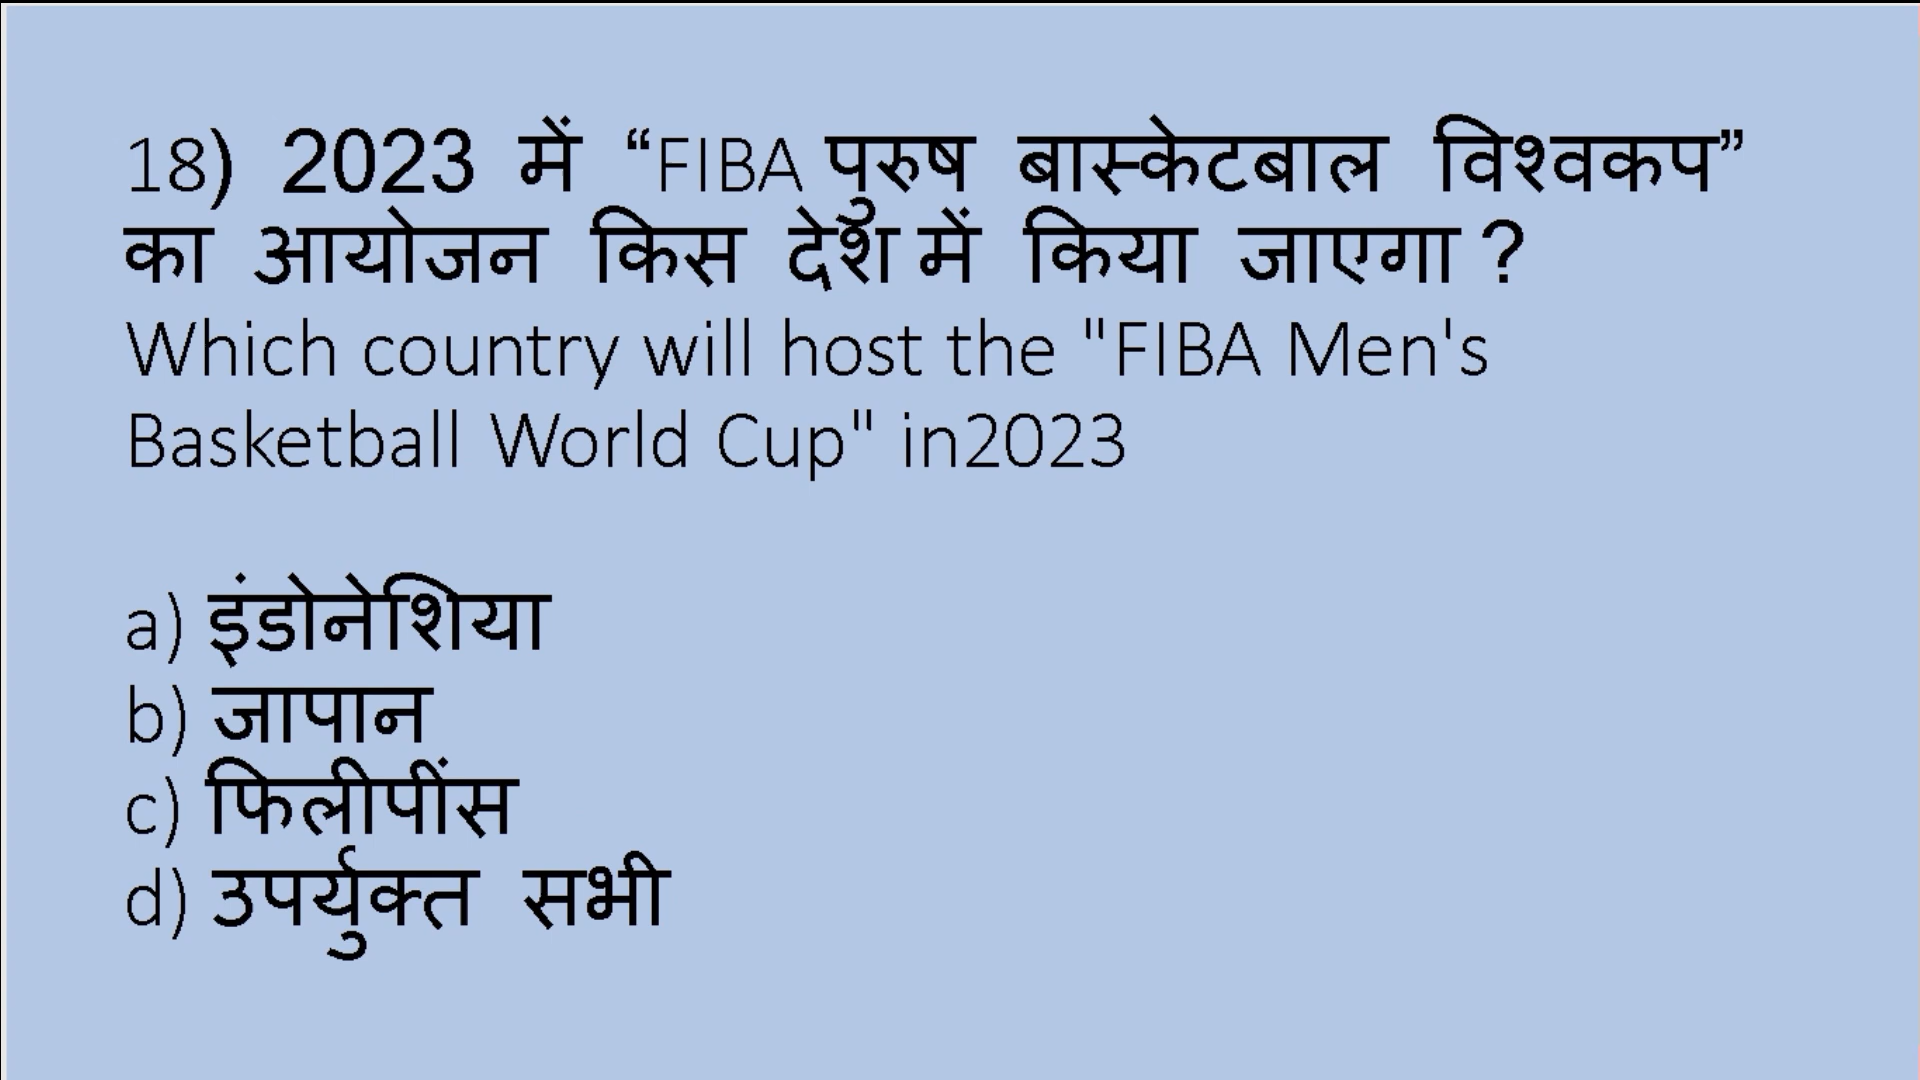 18) 2023 में “FIBA पुरुष बास्केटबाल विश्वकप”
का आयोजन किस देश में किया जाएगा ?
Which country will host the "FIBA Men's
Basketball World Cup" in2023
a) इंडोनेशिया
b) जापान
c) फिलीपींस
d) उपर्युक्त सभी